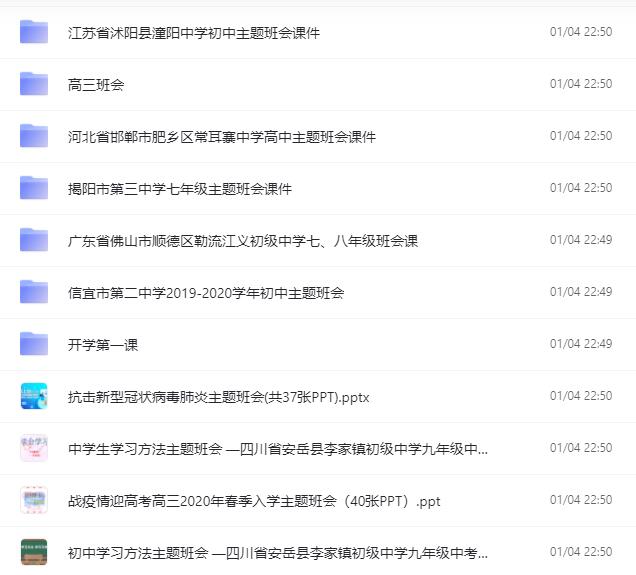 江苏省沭阳县潼阳中学初中主题班会课件 01/04 22:50
高三班会 01/04 22:50
河北省邯郸市肥乡区常耳寨中学高中主题班会课件 01/04 22:50
揭阳市第三中学七年级主题班会课件 01/04 22:50
广东省佛山市顺德区勒流江义初级中学七、八年级班会课 01/04 22:49
信宜市第二中学2019-2020学年初中主题班会 01/04 22:49
开学第一课 01/04 22:49
抗击新型冠状病毒肺炎主题班会(共37张PPT).pptx 01/04 22:50
中学生学习方法主题班会 —四川省安岳县李家镇初级中学九年级中... 01/04 22:50
战疫情迎高考高三2020年春季入学主题班会（40张PPT）.ppt 01/04 22:50
初中学习方法主题班会 —四川省安岳县李家镇初级中学九年级中考... 01/04 22:50